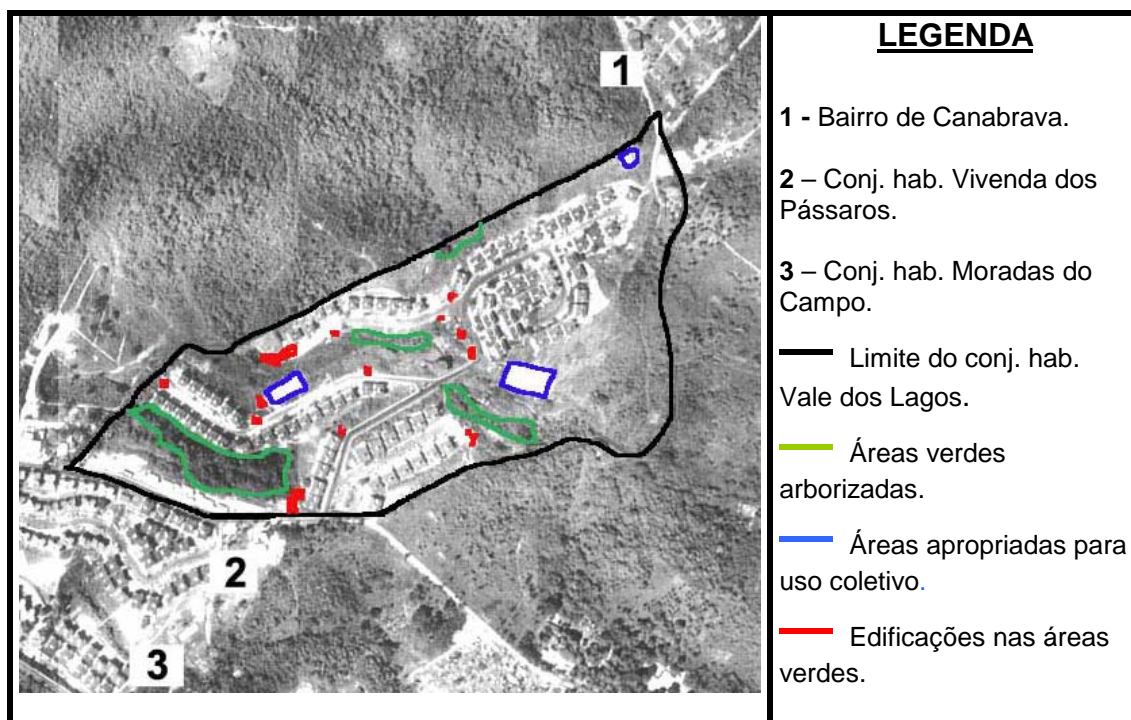 1
2
3
LEGENDA
1 - Bairro de Canabrava.
2 – Conj. hab. Vivenda dos
Pássaros.
3 – Conj. hab. Moradas do
Campo.
Limite do conj. hab.
Vale dos Lagos.
Áreas verdes
arborizadas.
Áreas apropriadas para
uso coletivo.
Edificações nas áreas
verdes.